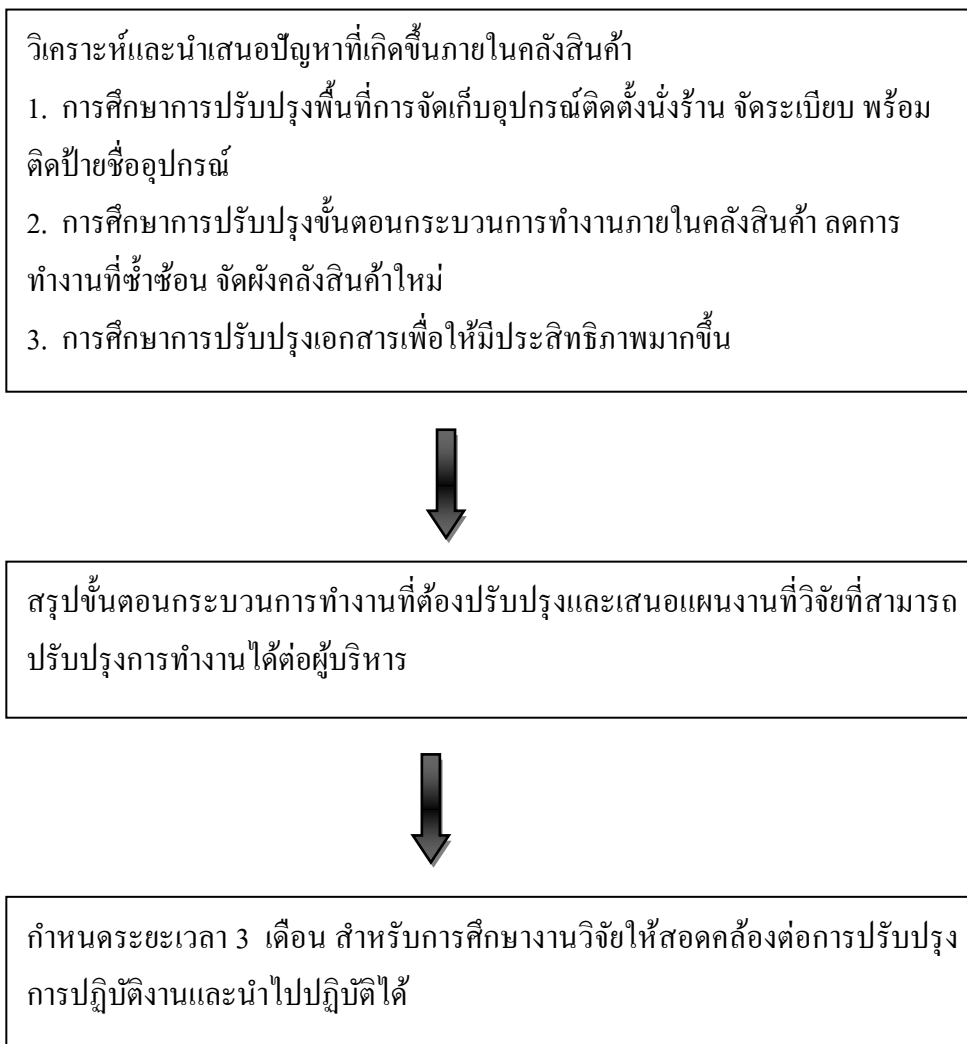 วิเคราะห์และนำเสนอปัญหาที่เกิดขึ้นภายในคลังสินค้า
1. การศึกษาการปรับปรุงพื้นที่การจัดเก็บอุปกรณ์ติดตั้งนั่งร้าน จัดระเบียบ พร้อม
ติดป้ายชื่ออุปกรณ์
2. การศึกษาการปรับปรุงขั้นตอนกระบวนการทำงานภายในคลังสินค้า ลดการ
ทำงานที่ซ้ำซ้อน จัดผังคลังสินค้าใหม่
3. การศึกษาการปรับปรุงเอกสารเพื่อให้มีประสิทธิภาพมากขึ้น
สรุปขั้นตอนกระบวนการทำงานที่ต้องปรับปรุงและเสนอแผนงานที่วิจัยที่สามารถ
ปรับปรุงการทำงานได้ต่อผู้บริหาร
กำหนดระยะเวลา 3 เดือน สำหรับการศึกษางานวิจัยให้สอดคล้องต่อการปรับปรุง
การปฏิบัติงานและนำไปปฏิบัติได้